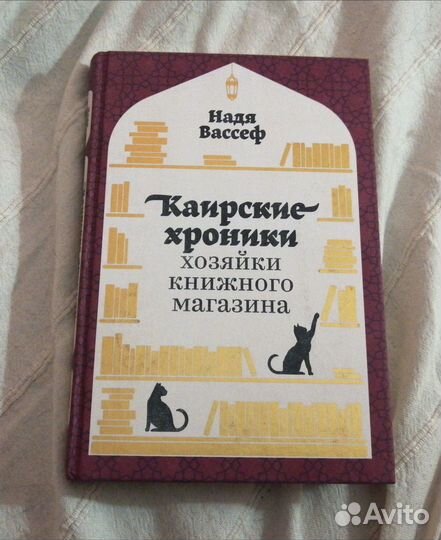 Надя
Вассеф
Каирские
хроники
хозяйки
книжного
магазина
Avito